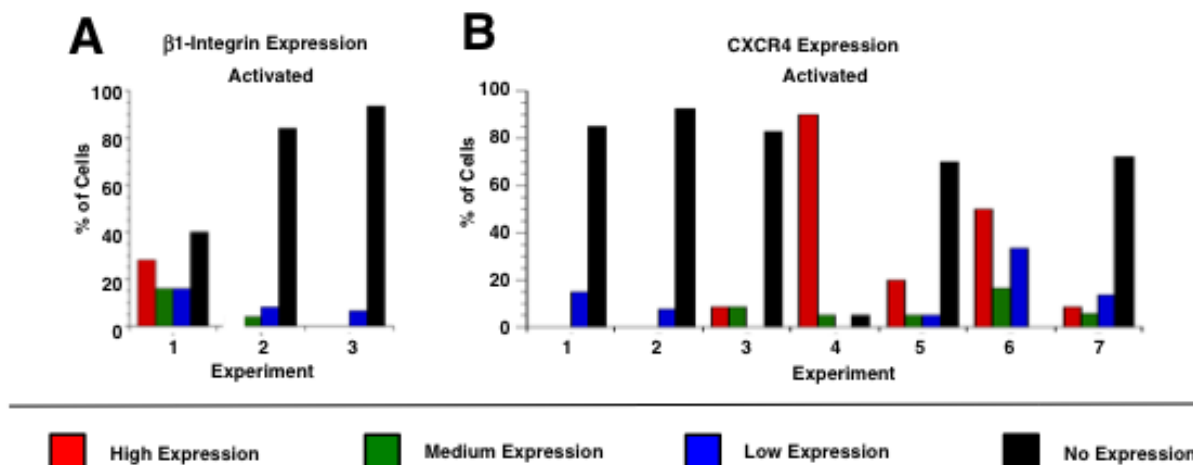 A
β1-Integrin Expression
Activated
% of Cells
100
80
60
40
20
0
1 2 3
Experiment
B
CXCR4 Expression
Activated
% of Cells
100
80
60
40
20
0
1 2 3 4 5 6 7
Experiment
High Expression Medium Expression Low Expression No Expression